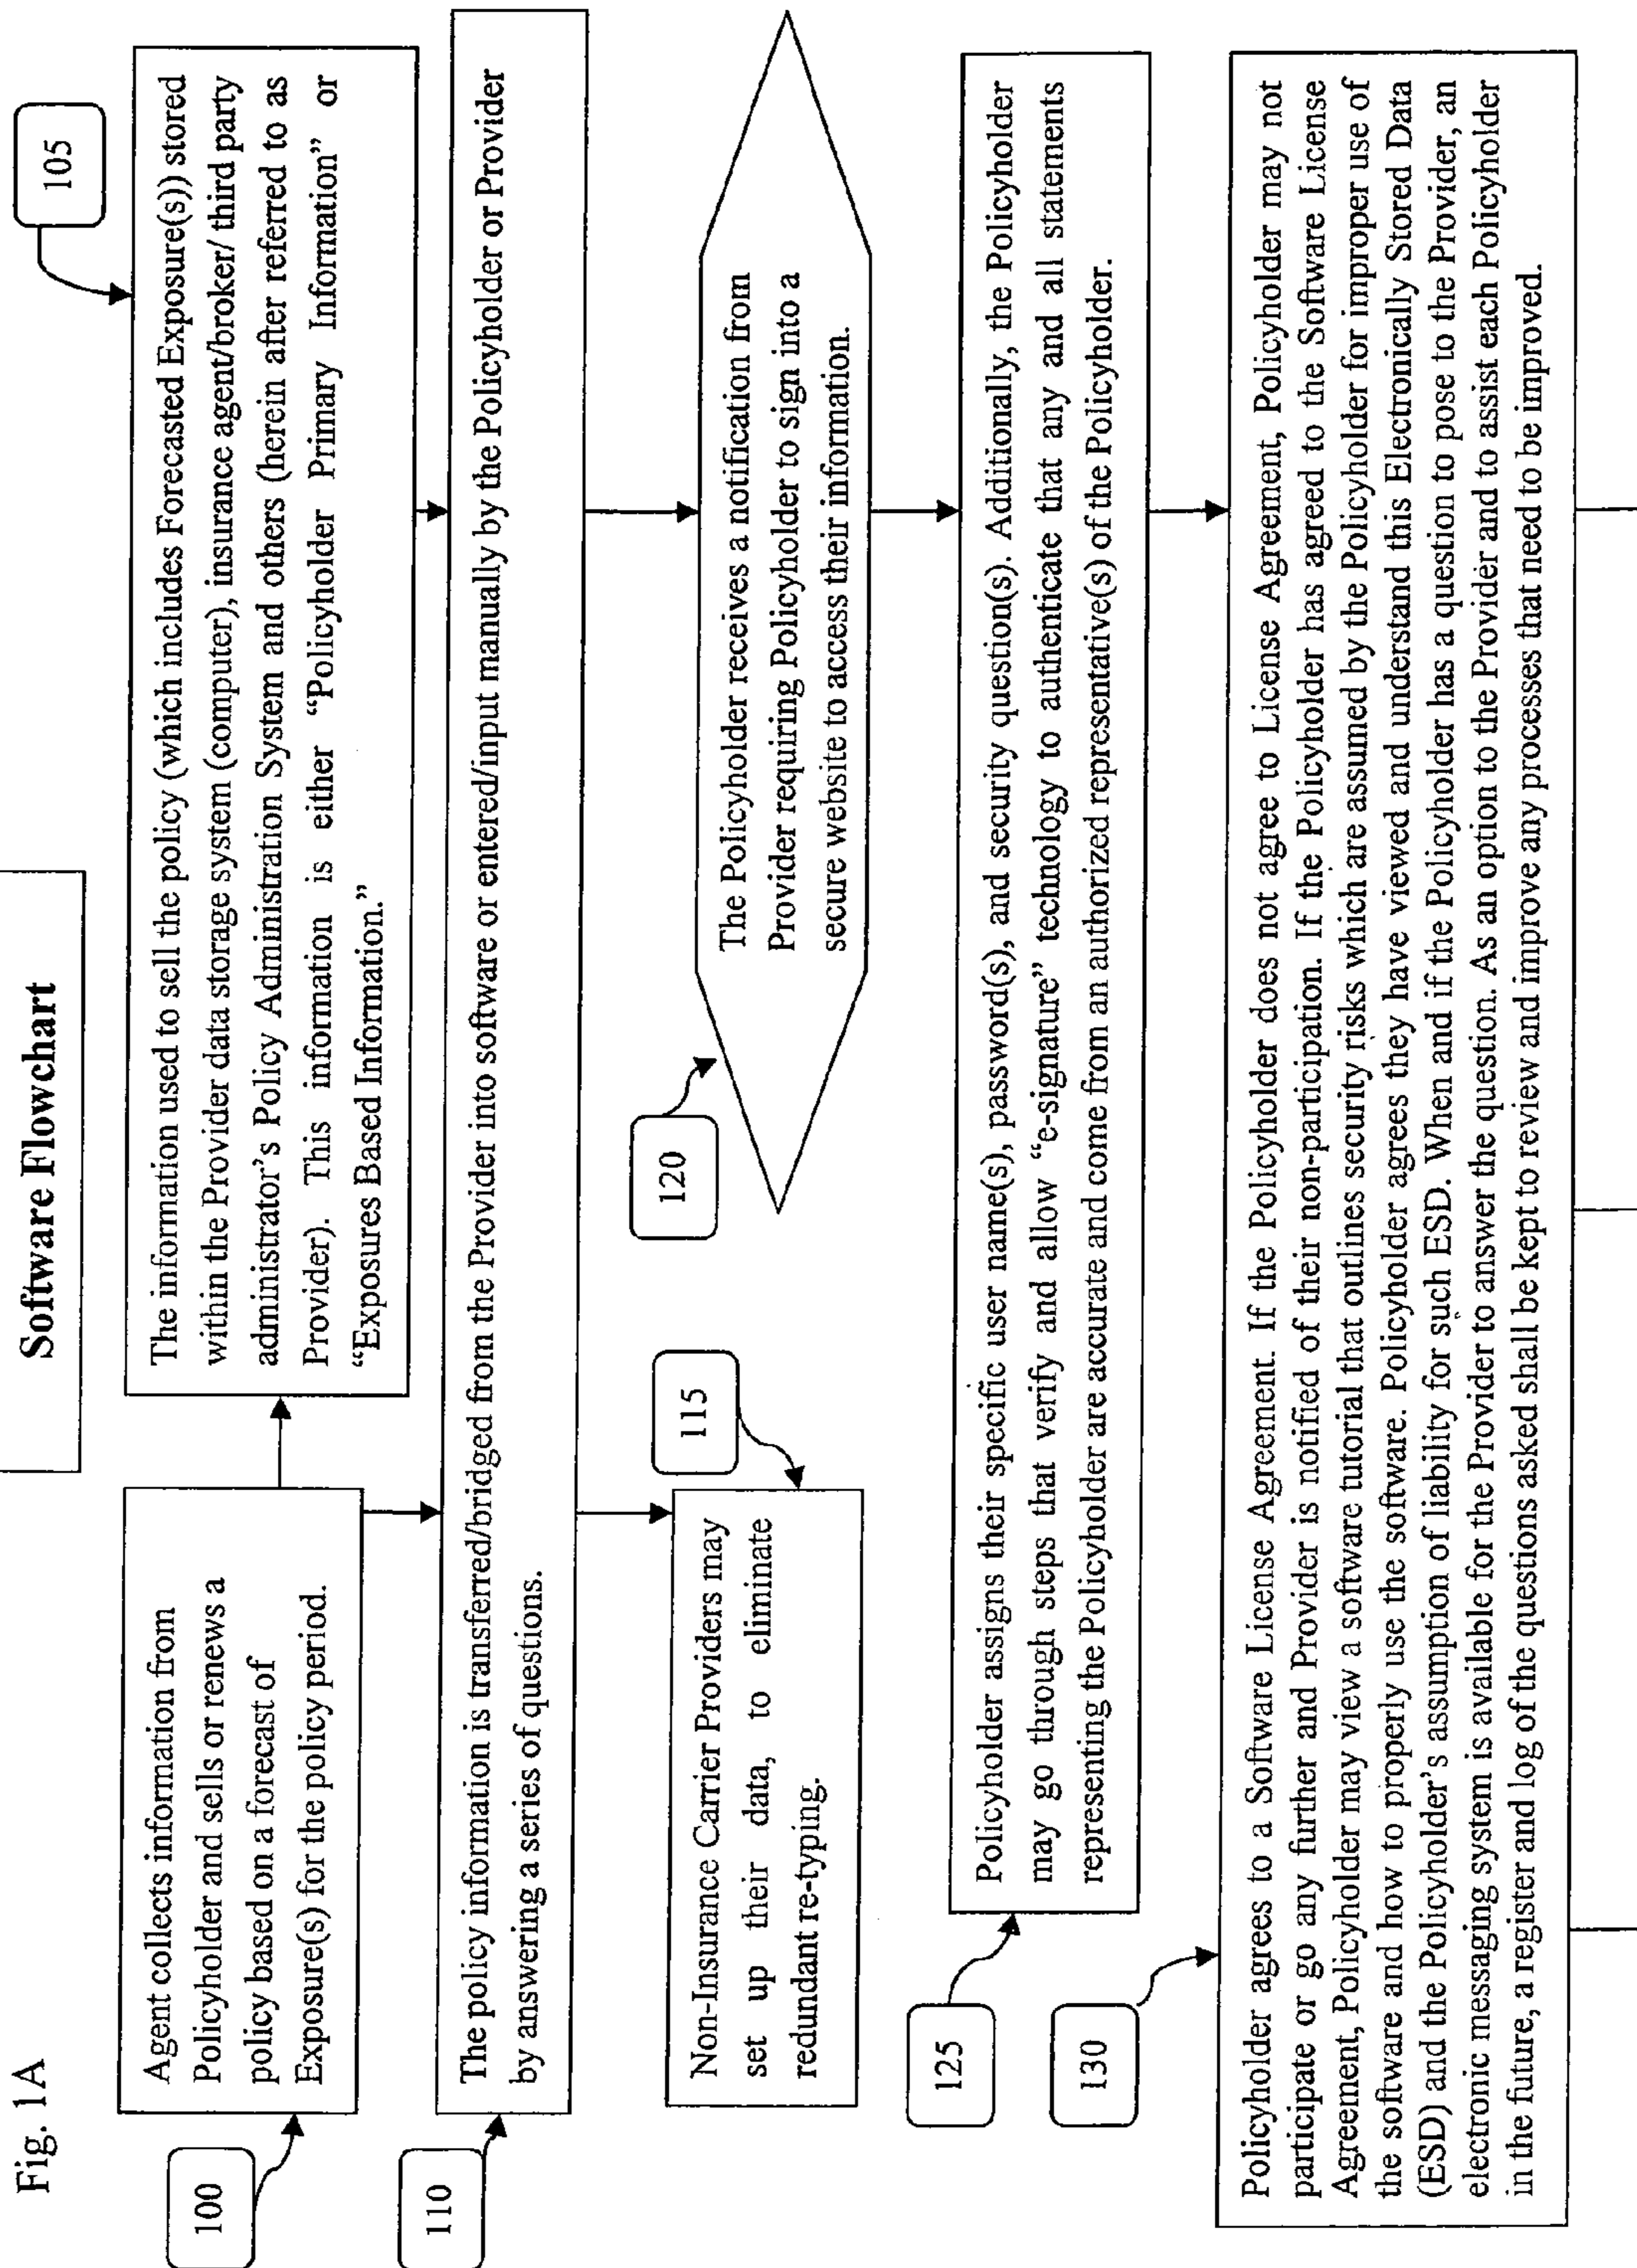 Fig. 1A
Software Flowchart
100
Agent collects information from
Policyholder and sells or renews a
policy based on a forecast of
Exposure(s) for the policy period.
105
The information used to sell the policy (which includes Forecasted Exposure(s)) stored
within the Provider data storage system (computer), insurance agent/broker/ third party
administrator's Policy Administration System and others (herein after referred to as
Provider). This information is either “Policyholder Primary Information” or
“Exposures Based Information.”
110
The policy information is transferred/bridged from the Provider into software or entered/input manually by the Policyholder or Provider
by answering a series of questions.
115
Non-Insurance Carrier Providers may
set up their data, to eliminate
redundant re-typing.
120
The Policyholder receives a notification from
Provider requiring Policyholder to sign into a
secure website to access their information.
125
Policyholder assigns their specific user name(s), password(s), and security question(s). Additionally, the Policyholder
may go through steps that verify and allow “e-signature” technology to authenticate that any and all statements
representing the Policyholder are accurate and come from an authorized representative(s) of the Policyholder.
130
Policyholder agrees to a Software License Agreement. If the Policyholder does not agree to License Agreement, Policyholder may not
participate or go any further and Provider is notified of their non-participation. If the Policyholder has agreed to the Software License
Agreement, Policyholder may view a software tutorial that outlines security risks which are assumed by the Policyholder for improper use of
the software and how to properly use the software. Policyholder agrees they have viewed and understand this Electronically Stored Data
(ESD) and the Policyholder's assumption of liability for such ESD. When and if the Policyholder has a question to pose to the Provider, an
electronic messaging system is available for the Provider to answer the question. As an option to the Provider and to assist each Policyholder
in the future, a register and log of the questions asked shall be kept to review and improve any processes that need to be improved.